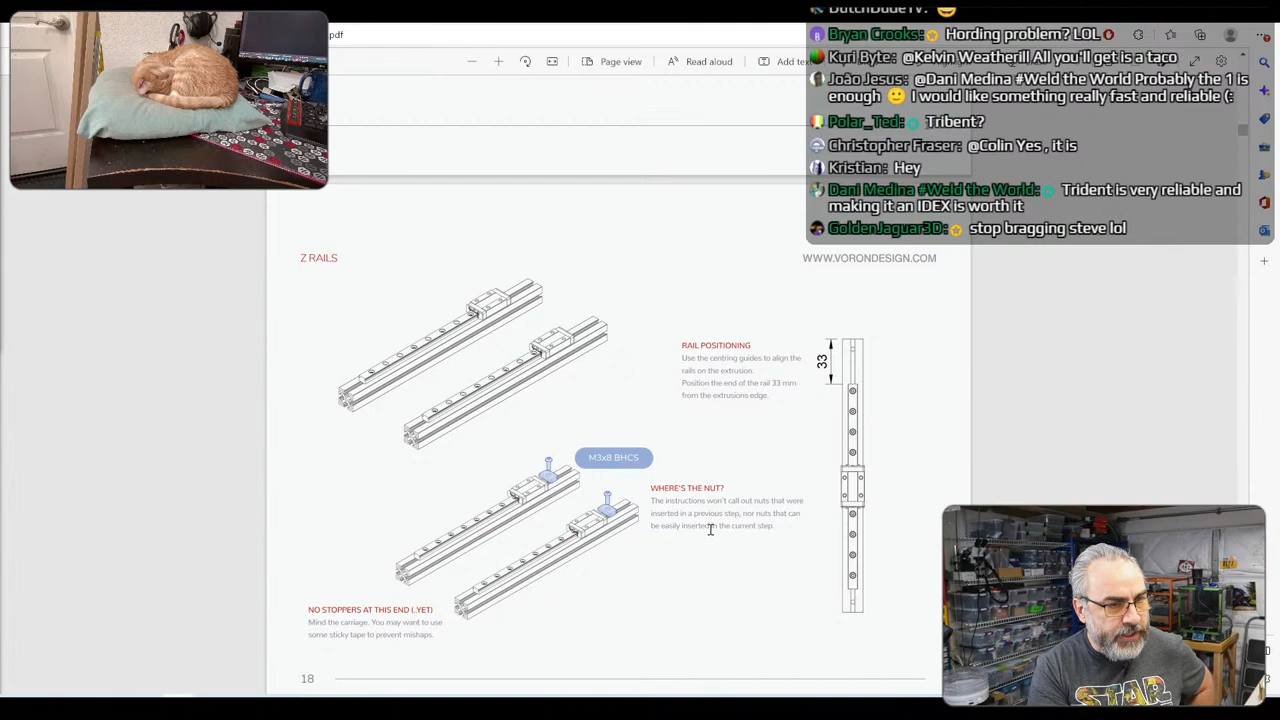 .pdf
Page view
Read aloud
Add text
DutchDudeTV:
Bryan Crooks: Hording problem? LOL
Kuri Byte: @Kelvin Weatherill All you'll get is a taco
João Jesus: @Dani Medina #Weld the World Probably the 1 is
enough I would like something really fast and reliable (:
Polar_Ted: Tribent?
Christopher Fraser: @Colin Yes , it is
Kristian: Hey
Dani Medina #Weld the World: Trident is very reliable and
making it an IDEX is worth it
GoldenJaguar3D: stop bragging steve lol
Z RAILS
WWW.VORONDESIGN.COM
RAIL POSITIONING
Use the centring guides to align the
rails on the extrusion.
Position the end of the rail 33 mm
from the extrusions edge.
33
M3x8 BHCS
WHERE'S THE NUT?
The instructions won't call out nuts that were
inserted in a previous step, nor nuts that can
be easily inserted in the current step.
NO STOPPERS AT THIS END (..YET)
Mind the carriage. You may want to use
some sticky tape to prevent mishaps.
18
STAR